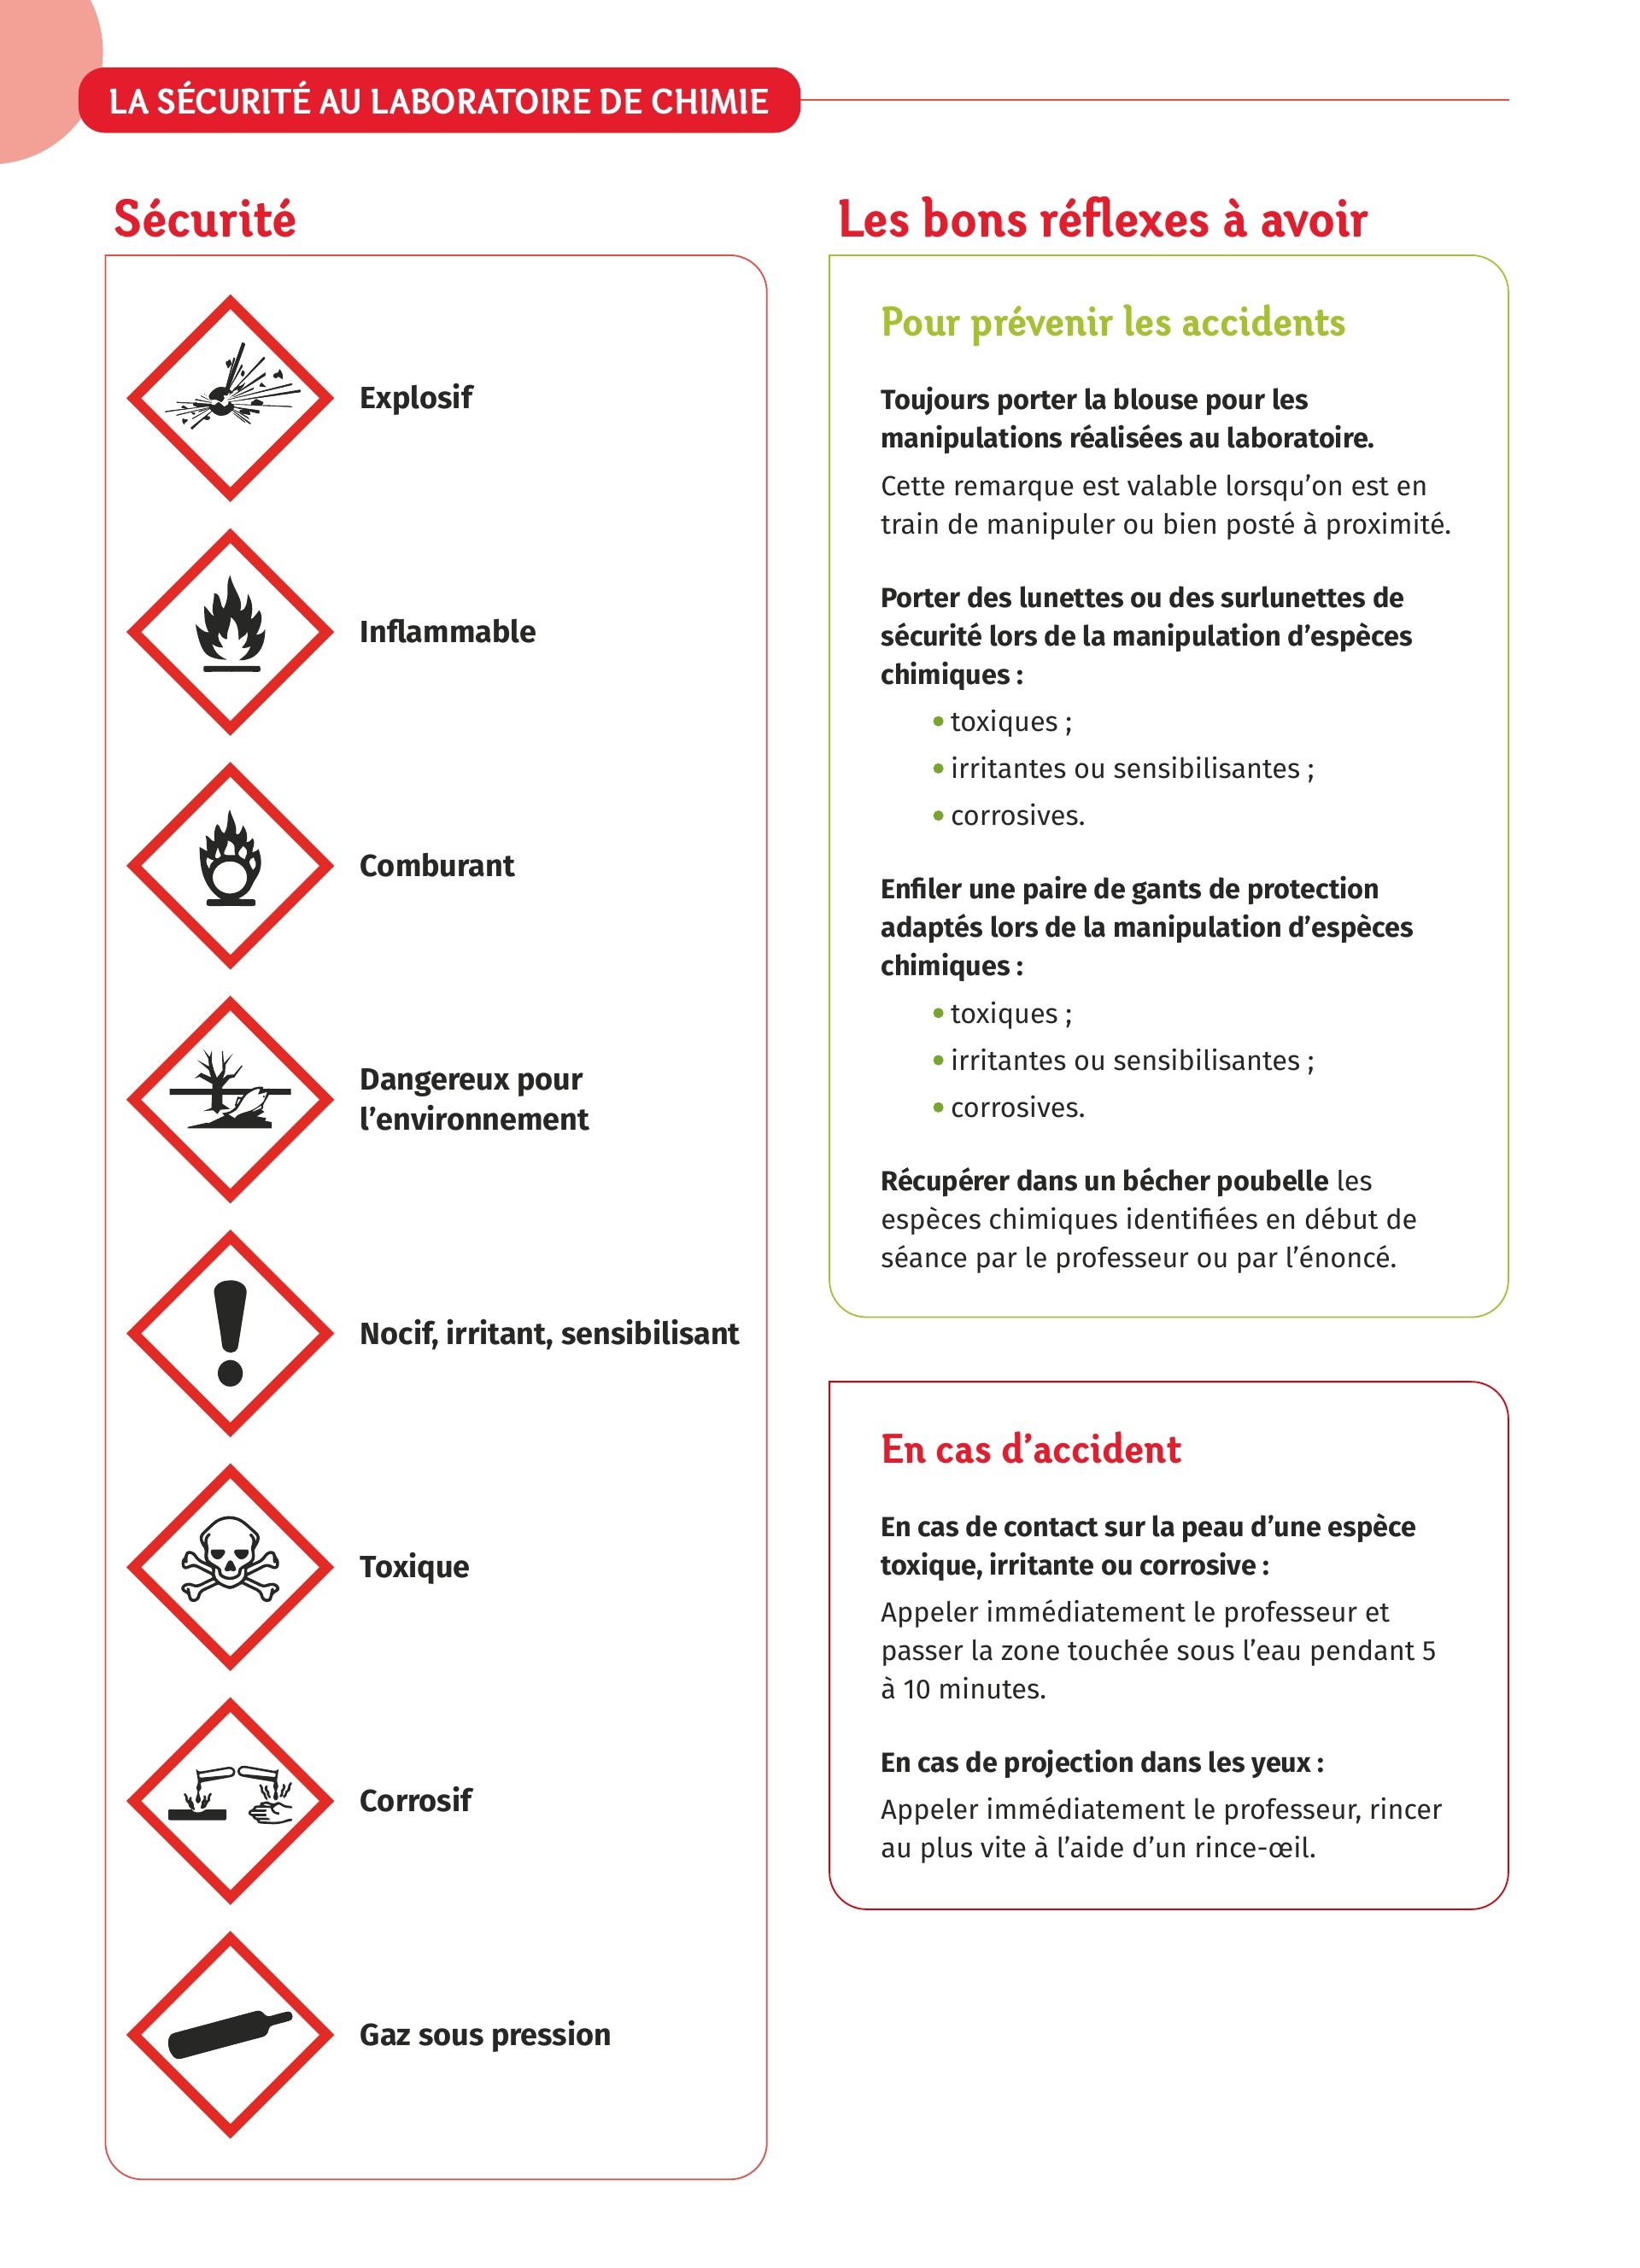 LA SÉCURITÉ AU LABORATOIRE DE CHIMIE
Sécurité
Explosif
Inflammable
Comburant
Dangereux pour
l’environnement
Nocif, irritant, sensibilisant
Toxique
Corrosif
Gaz sous pression
Les bons réflexes à avoir
Pour prévenir les accidents
Toujours porter la blouse pour les
manipulations réalisées au laboratoire.
Cette remarque est valable lorsqu’on est en
train de manipuler ou bien posté à proximité.
Porter des lunettes ou des surlunettes de
sécurité lors de la manipulation d’espèces
chimiques :
• toxiques ;
• irritantes ou sensibilisantes ;
• corrosives.
Enfiler une paire de gants de protection
adaptés lors de la manipulation d’espèces
chimiques :
• toxiques ;
• irritantes ou sensibilisantes ;
• corrosives.
Récupérer dans un bécher poubelle les
espèces chimiques identifiées en début de
séance par le professeur ou par l’énoncé.
En cas d’accident
En cas de contact sur la peau d’une espèce
toxique, irritante ou corrosive :
Appeler immédiatement le professeur et
passer la zone touchée sous l’eau pendant 5
à 10 minutes.
En cas de projection dans les yeux :
Appeler immédiatement le professeur, rincer
au plus vite à l’aide d’un rince-œil.